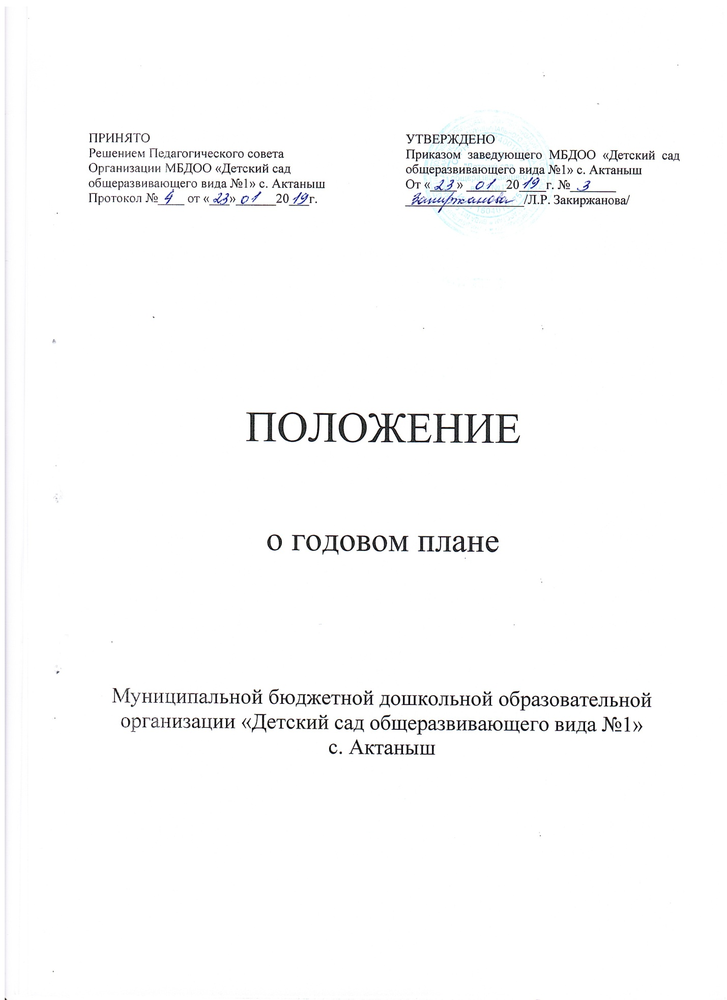 ПРИНЯТО
Решением Педагогического совета
Организации МБДОО «Детский сад
общеразвивающего вида №1» с. Актаныш
Протокол № 4 от «23» 01 2019г.
УТВЕРЖДЕНО
Приказом заведующего МБДОО «Детский сад
общеразвивающего вида №1» с. Актаныш
От «23» 01 2019г. № 3
Закиржанова /Л.Р. Закиржанова/
ПОЛОЖЕНИЕ
о годовом плане
Муниципальной бюджетной дошкольной образовательной
организации «Детский сад общеразвивающего вида №1»
с. Актаныш